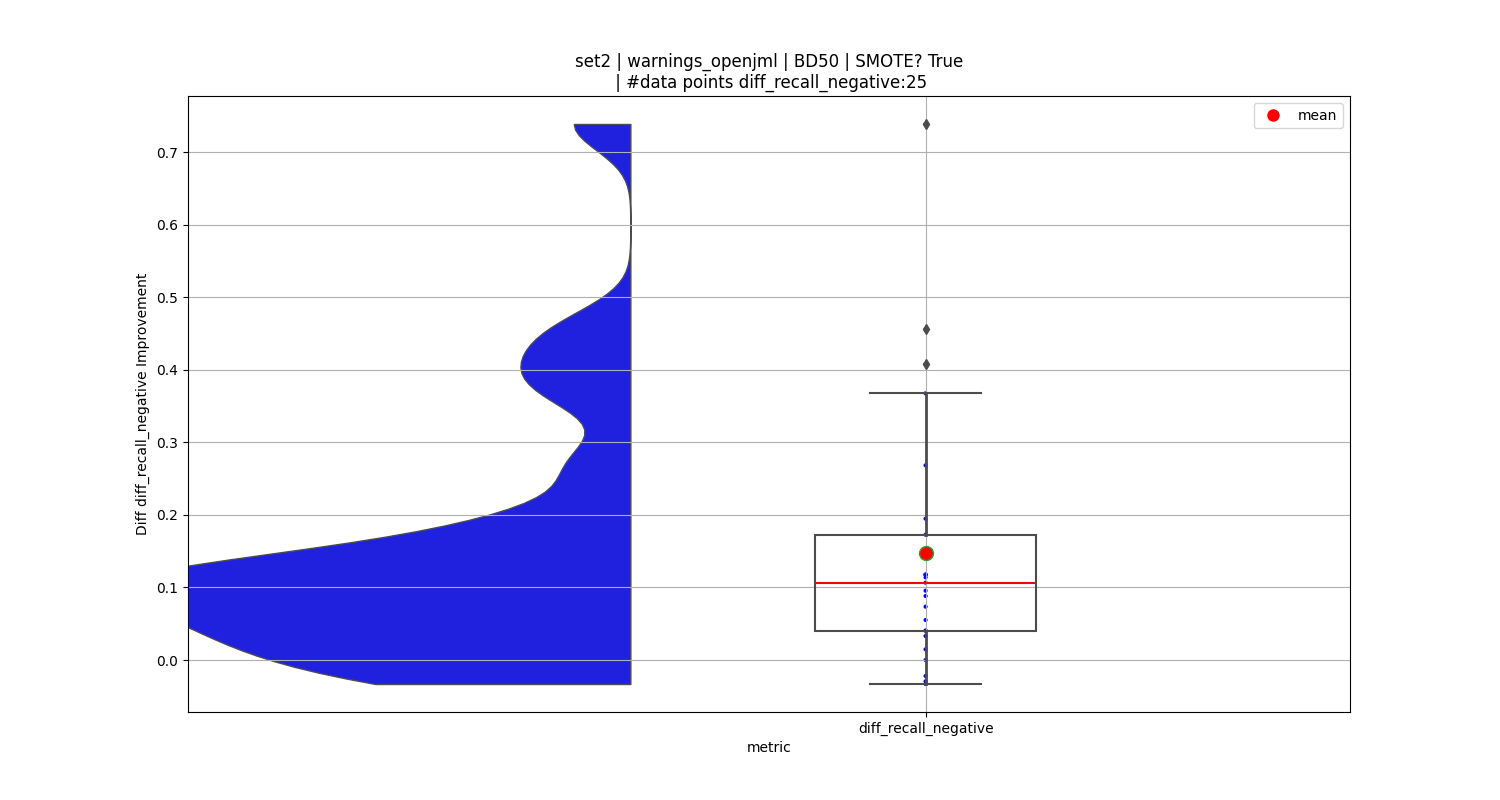 set2 | warnings_openjml | BD50 | SMOTE? True
| #data points diff_recall_negative:25
mean
0.7
0.6
0.5
0.4
0.3
0.2
0.1
0.0
Diff diff_recall_negative Improvement
diff_recall_negative
metric